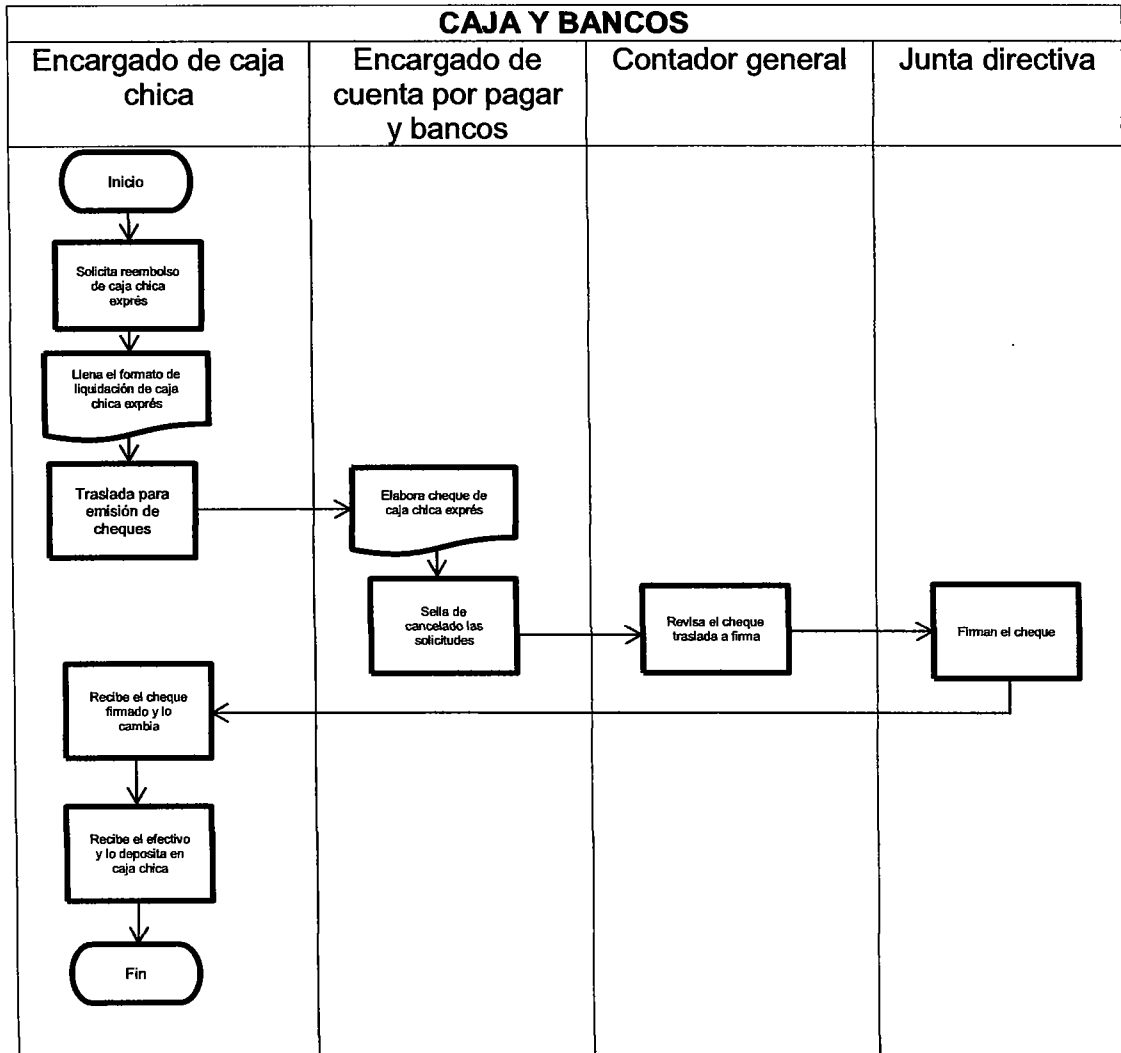 CAJA Y BANCOS
Encargado de caja
chica
Encargado de
cuenta por pagar
y bancos
Contador general
Junta directiva
Inicio
Solicita reembolso
de caja chica
exprés
Llena el formato de
liquidación de caja
chica exprés
Traslada para
emisión de
cheques
Elabora cheque de
caja chica exprés
Sella de
cancelado las
solicitudes
Revisa el cheque
traslada a firma
Firman el cheque
Recibe el cheque
firmado y lo
cambia
Recibe el efectivo
y lo deposita en
caja chica
Fin